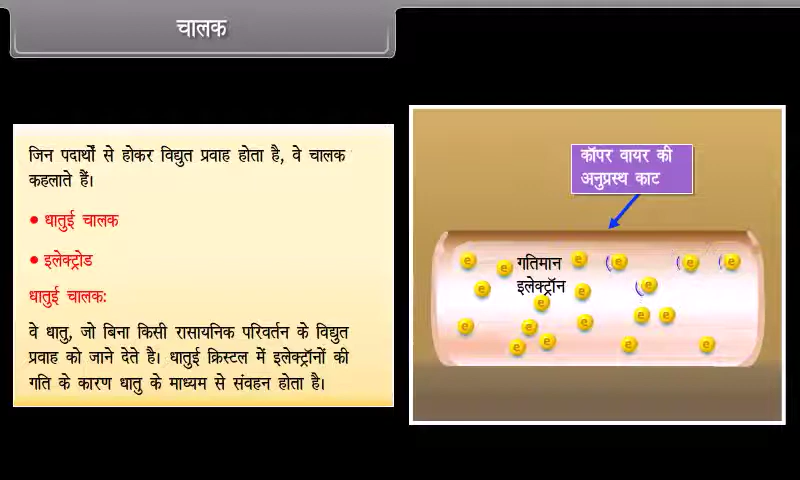 चालक
जिन पदार्थों से होकर विद्युत प्रवाह होता है, वे चालक
कहलाते हैं।
• धातुई चालक
• इलेक्ट्रोड
धातुई चालक:
वे धातु, जो बिना किसी रासायनिक परिवर्तन के विद्युत
प्रवाह को जाने देते है। धातुई क्रिस्टल में इलेक्ट्रॉनों की
गति के कारण धातु के माध्यम से संवहन होता है।
कॉपर वायर की
अनुप्रस्थ काट
गतिमान
इलेक्ट्रॉन
e e e e e e
e e e
e e e
e e e
e e e e